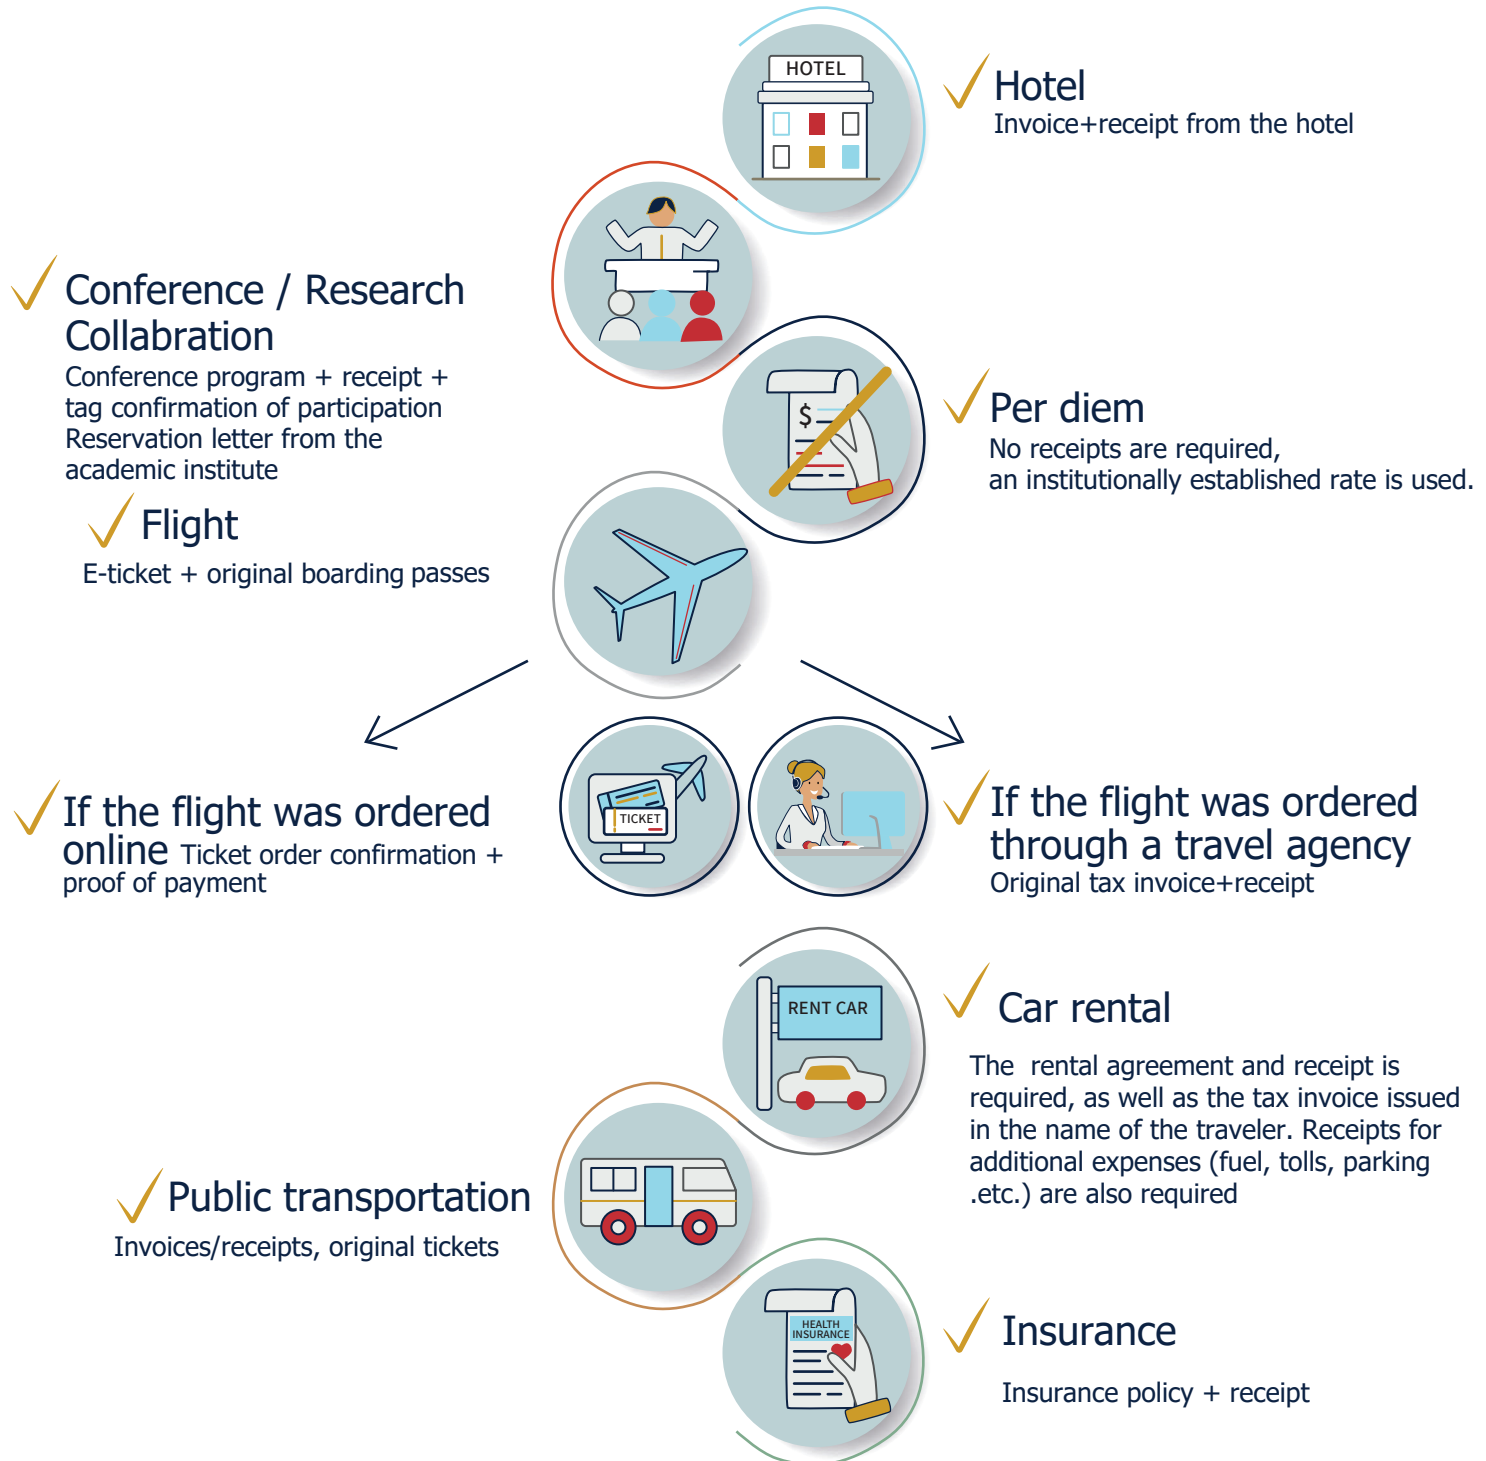 HOTEL
Hotel
Invoice+receipt from the hotel
Conference / Research
Collabration
Conference program + receipt +
tag confirmation of participation
Reservation letter from the
academic institute
$
Per diem
No receipts are required,
an institutionally established rate is used.
Flight
E-ticket + original boarding passes
If the flight was ordered
online Ticket order confirmation +
proof of payment
TICKET
If the flight was ordered
through a travel agency
Original tax invoice+receipt
RENT CAR
Car rental
The rental agreement and receipt is
required, as well as the tax invoice issued
in the name of the traveler. Receipts for
additional expenses (fuel, tolls, parking
.etc.) are also required
Public transportation
Invoices/receipts, original tickets
HEALTH
INSURANCE
Insurance
Insurance policy + receipt